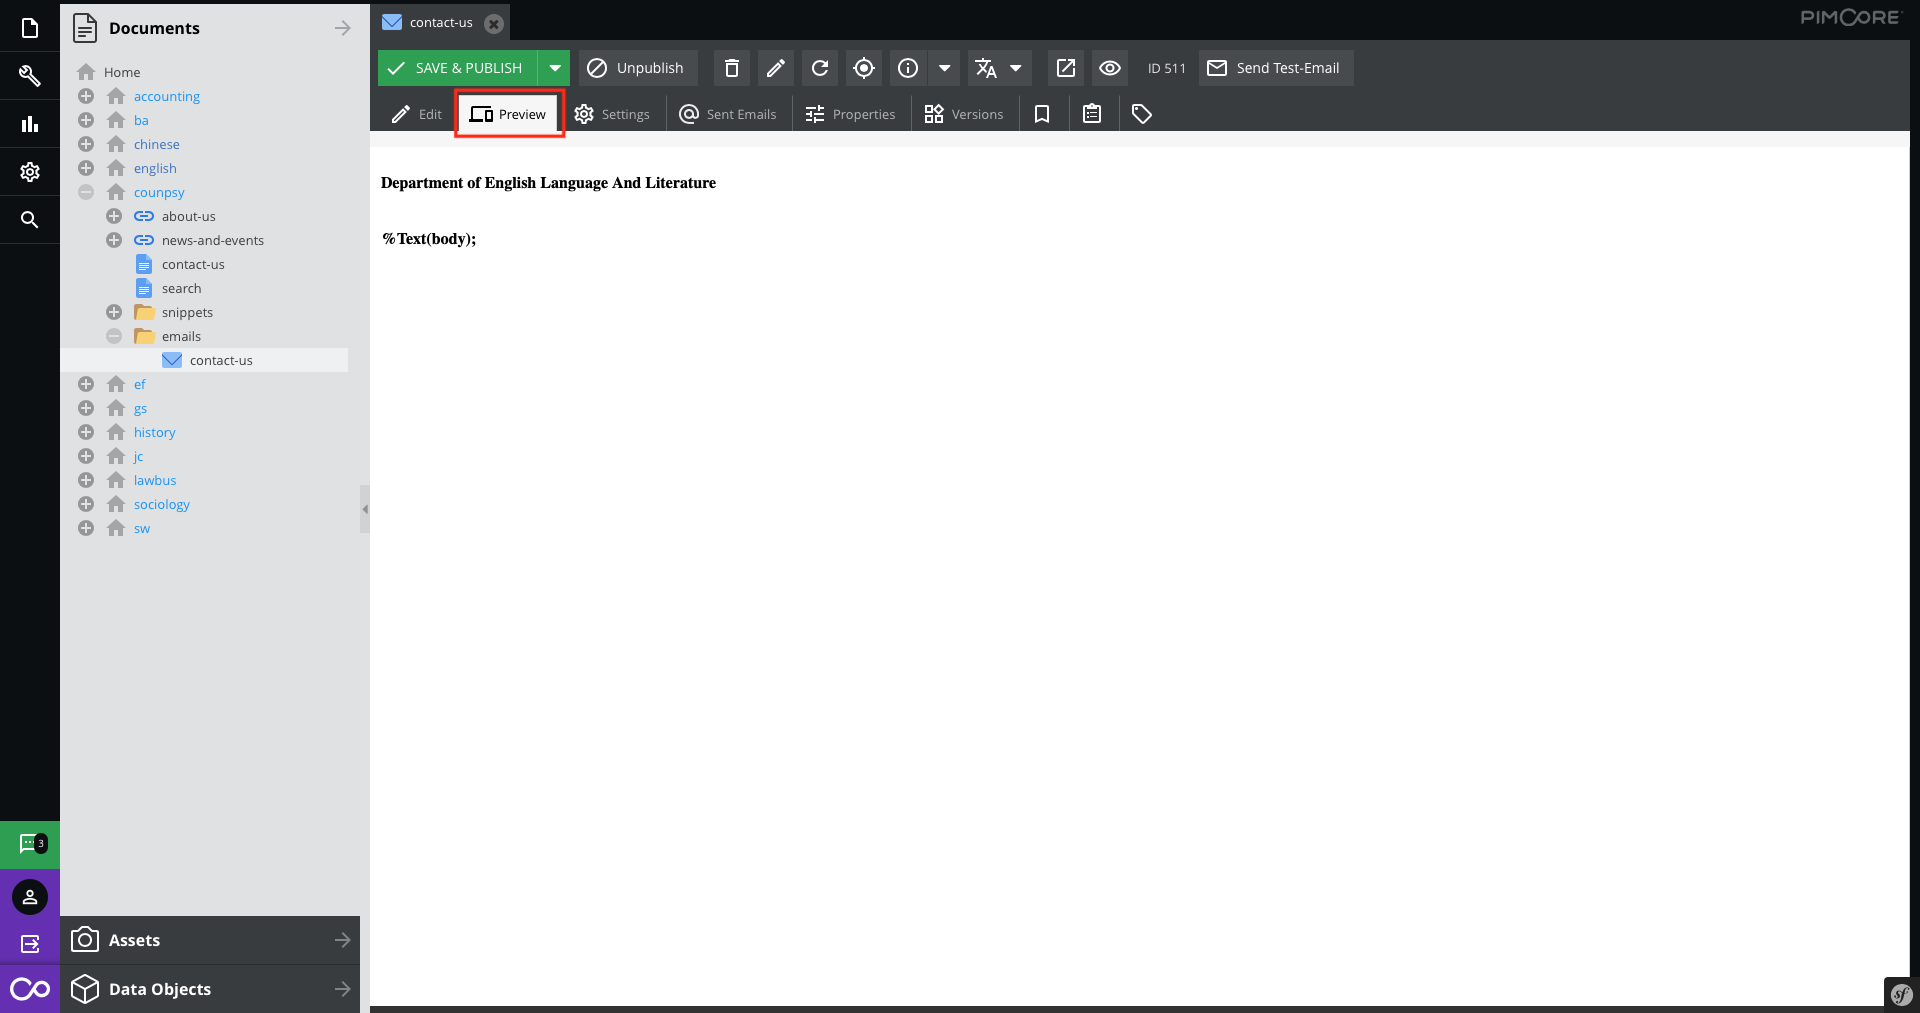 Documents
Home
accounting
ba
chinese
english
counpsy
about-us
news-and-events
contact-us
search
snippets
emails
contact-us
ef
gs
history
jc
lawbus
sociology
sw
Assets
Data Objects
3
contact-us
PIMCORE
SAVE & PUBLISH
Unpublish
ID 511
Send Test-Email
Edit
Preview
Settings
Sent Emails
Properties
Versions
Department of English Language And Literature
%Text(body);
sf